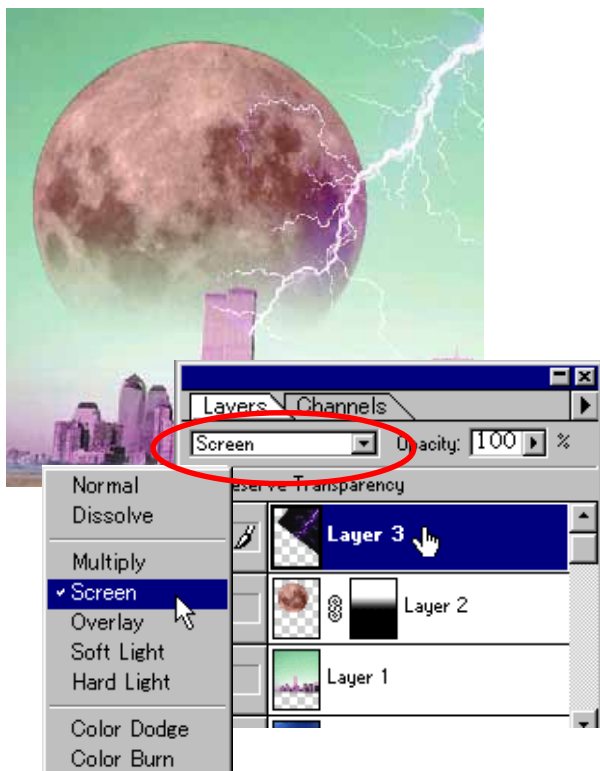 Layers Channels
Screen Opacity: 100 %
eserve Transparency
Layer 3
Layer 2
Layer 1
Normal
Dissolve
Multiply
Screen
Overlay
Soft Light
Hard Light
Color Dodge
Color Burn